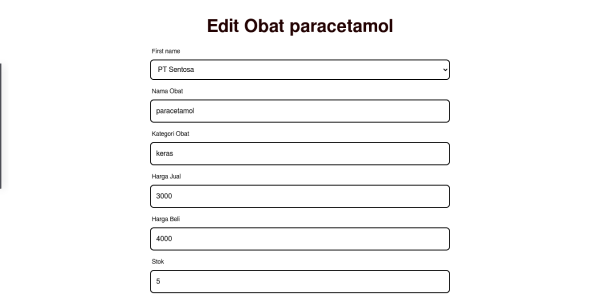 Edit Obat paracetamol
First name
PT Sentosa
Nama Obat
paracetamol
Kategori Obat
keras
Harga Jual
3000
Harga Beli
4000
Stok
5